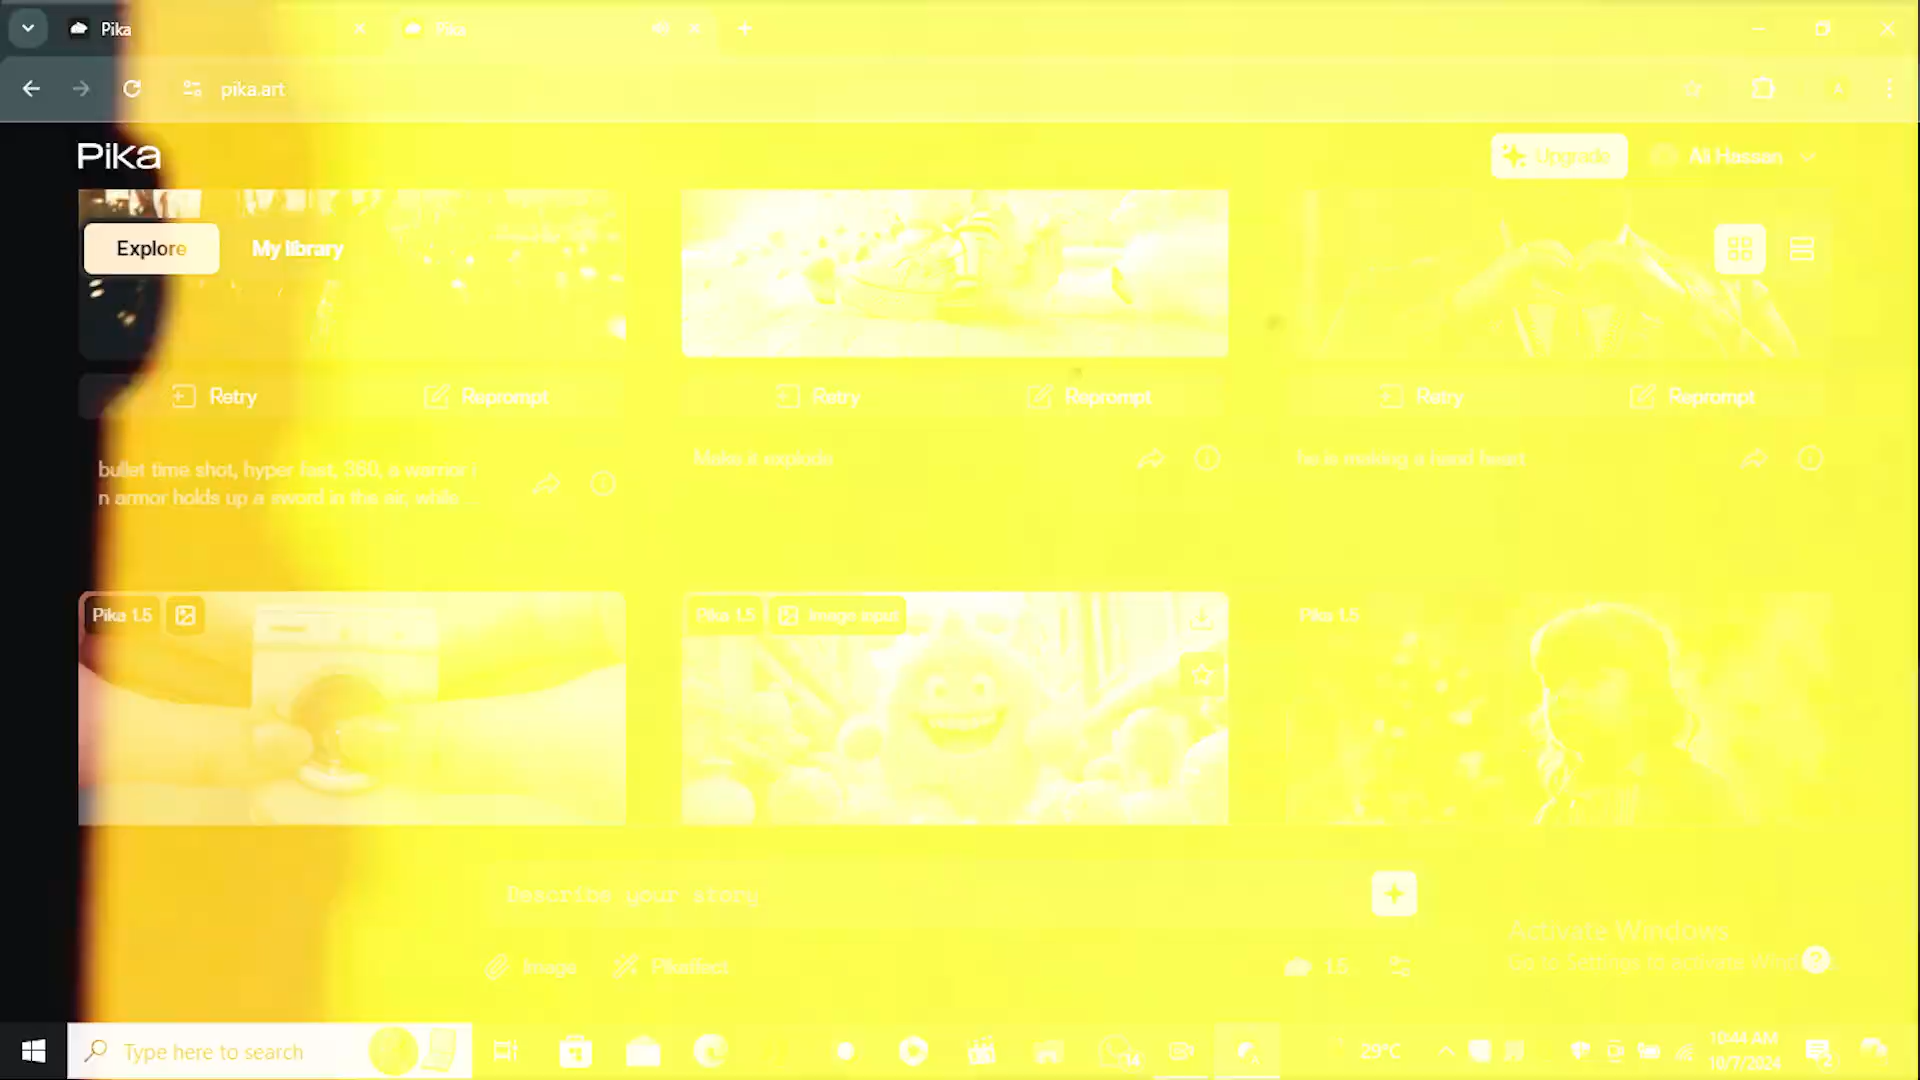 Pika
Pika
pika.art
Pika
Upgrade
Ali Hassan
Explore
My library
Retry
Reprompt
Retry
Reprompt
Retry
Reprompt
bullet time shot, hyper fast, 360, a warrior i
n armor holds up a sword in the air, while ...
Make it explode
he is making a hand heart
Pika 1.5
Pika 1.5
Image input
Pika 1.5
Describe your story
Image
Pikaffect
1.5
Activate Windows
Go to Settings to activate
Type here to search
14
29°C
10:44 AM
10/7/2024
2